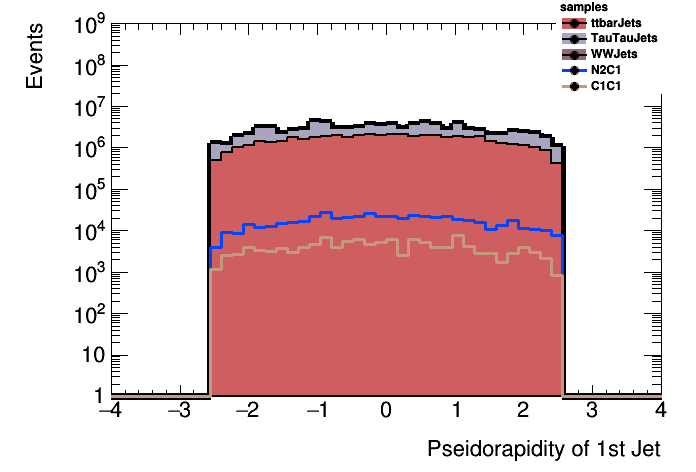 samples
ttbarJets
TauTauJets
WWJets
N2C1
C1C1
Events
10⁹
10⁸
10⁷
10⁶
10⁵
10⁴
10³
10²
10
1
−4 −3 −2 −1 0 1 2 3 4
Pseidorapidity of 1st Jet